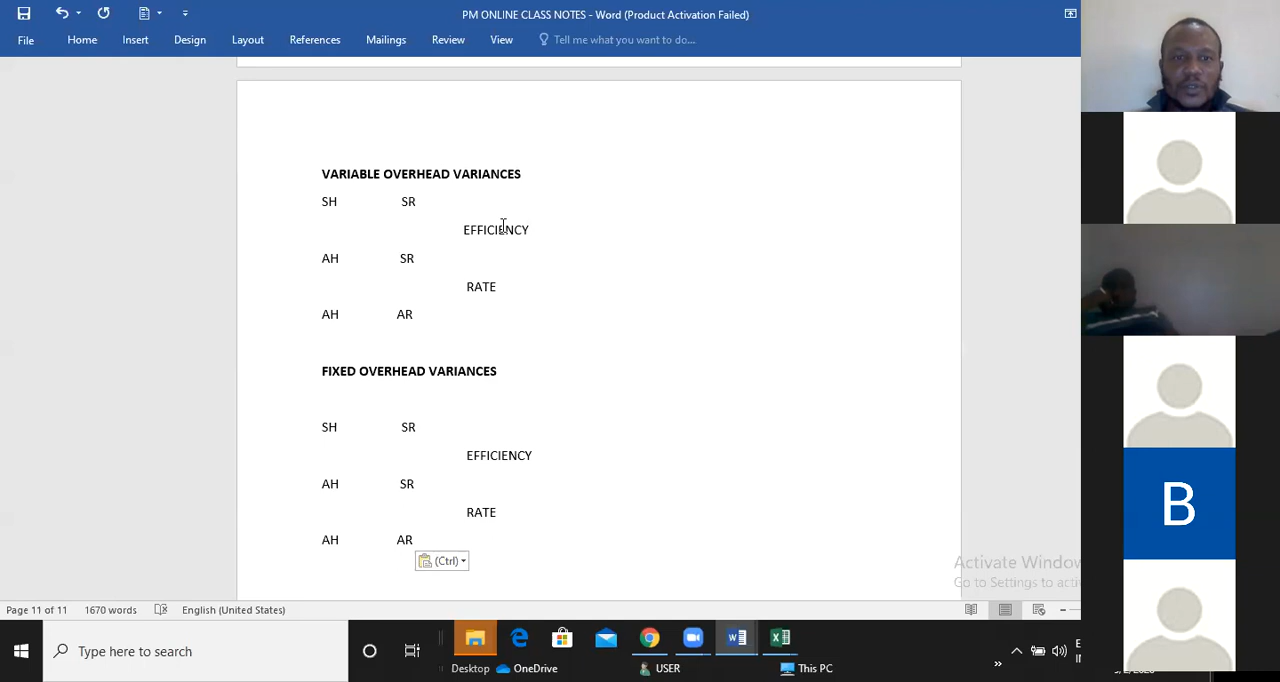 PM ONLINE CLASS NOTES - Word (Product Activation Failed)
File Home Insert Design Layout References Mailings Review View Tell me what you want to do...
VARIABLE OVERHEAD VARIANCES
SH SR
EFFICIENCY
AH SR
RATE
AH AR
FIXED OVERHEAD VARIANCES
SH SR
EFFICIENCY
AH SR
RATE
AH AR
(Ctrl)
B
Activate Window
Go to Settings to activ
Page 11 of 11 1670 words English (United States)
Type here to search
Desktop OneDrive USER This PC